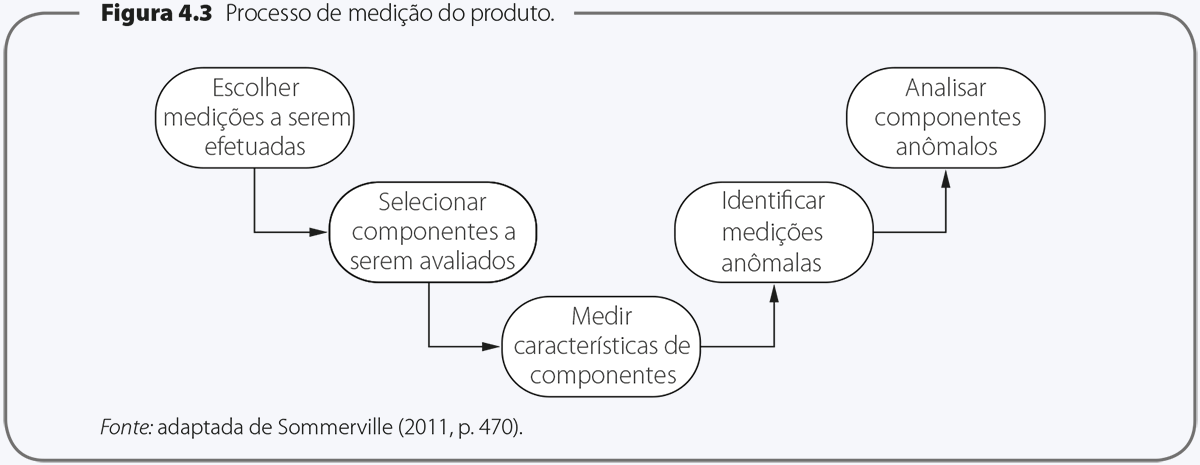 Figura 4.3 Processo de medição do produto.
Escolher
medições a serem
efetuadas
Selecionar
componentes a
serem avaliados
Medir
características de
componentes
Identificar
medições
anômalas
Analisar
componentes
anômalos
Fonte: adaptada de Sommerville (2011, p. 470).